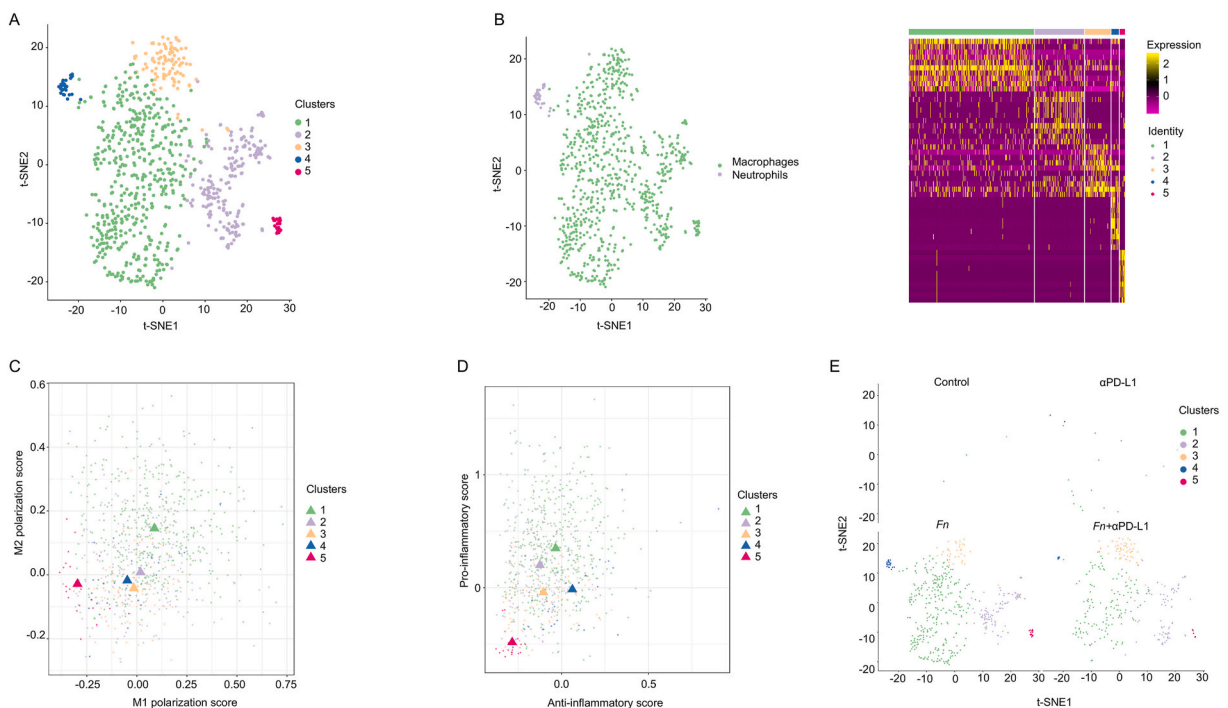 A
20
10
0
-10
-20
t-SNE2
-20 -10 0 10 20 30
t-SNE1
Clusters
1
2
3
4
5
B
20
10
0
-10
-20
t-SNE2
-20 -10 0 10 20 30
t-SNE1
Macrophages
Neutrophils
Expression
2
1
0
Identity
1
2
3
4
5
C
0.6
0.4
0.2
0.0
-0.2
M2 polarization score
-0.25 0.00 0.25 0.50 0.75
M1 polarization score
Clusters
1
2
3
4
5
D
1
0
Pro-inflammatory score
0.0 0.5
Anti-inflammatory score
Clusters
1
2
3
4
5
E
Control αPD-L1
20
10
0
-10
-20
Fn Fn+αPD-L1
20
10
0
-10
-20
t-SNE2
-20 -10 0 10 20 30 -20 -10 0 10 20 30
t-SNE1
Clusters
1
2
3
4
5